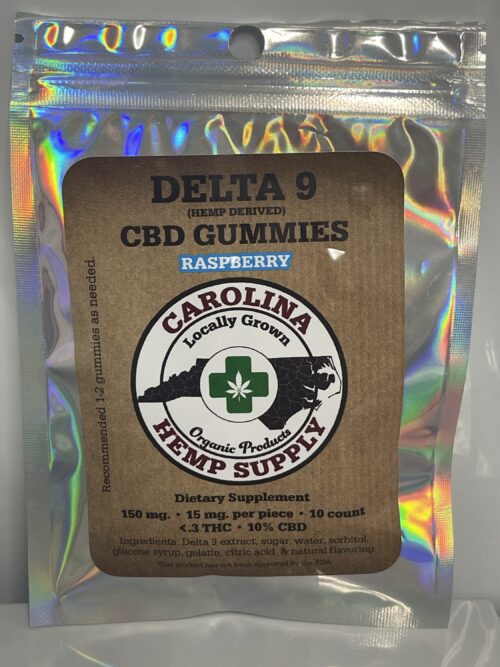 DELTA 9
(HEMP DERIVED)
CBD GUMMIES
RASPBERRY
CAROLINA
Locally Grown
Organic Products
HEMP SUPPLY
Recommended 1-2 gummies as needed.
Dietary Supplement
150 mg. • 15 mg. per piece • 10 count
<.3 THC • 10% CBD
Ingredients: Delta 9 extract, sugar, water, sorbitol,
glucose syrup, gelatin, citric acid & natural flavoring.
This product has not been approved by the FDA